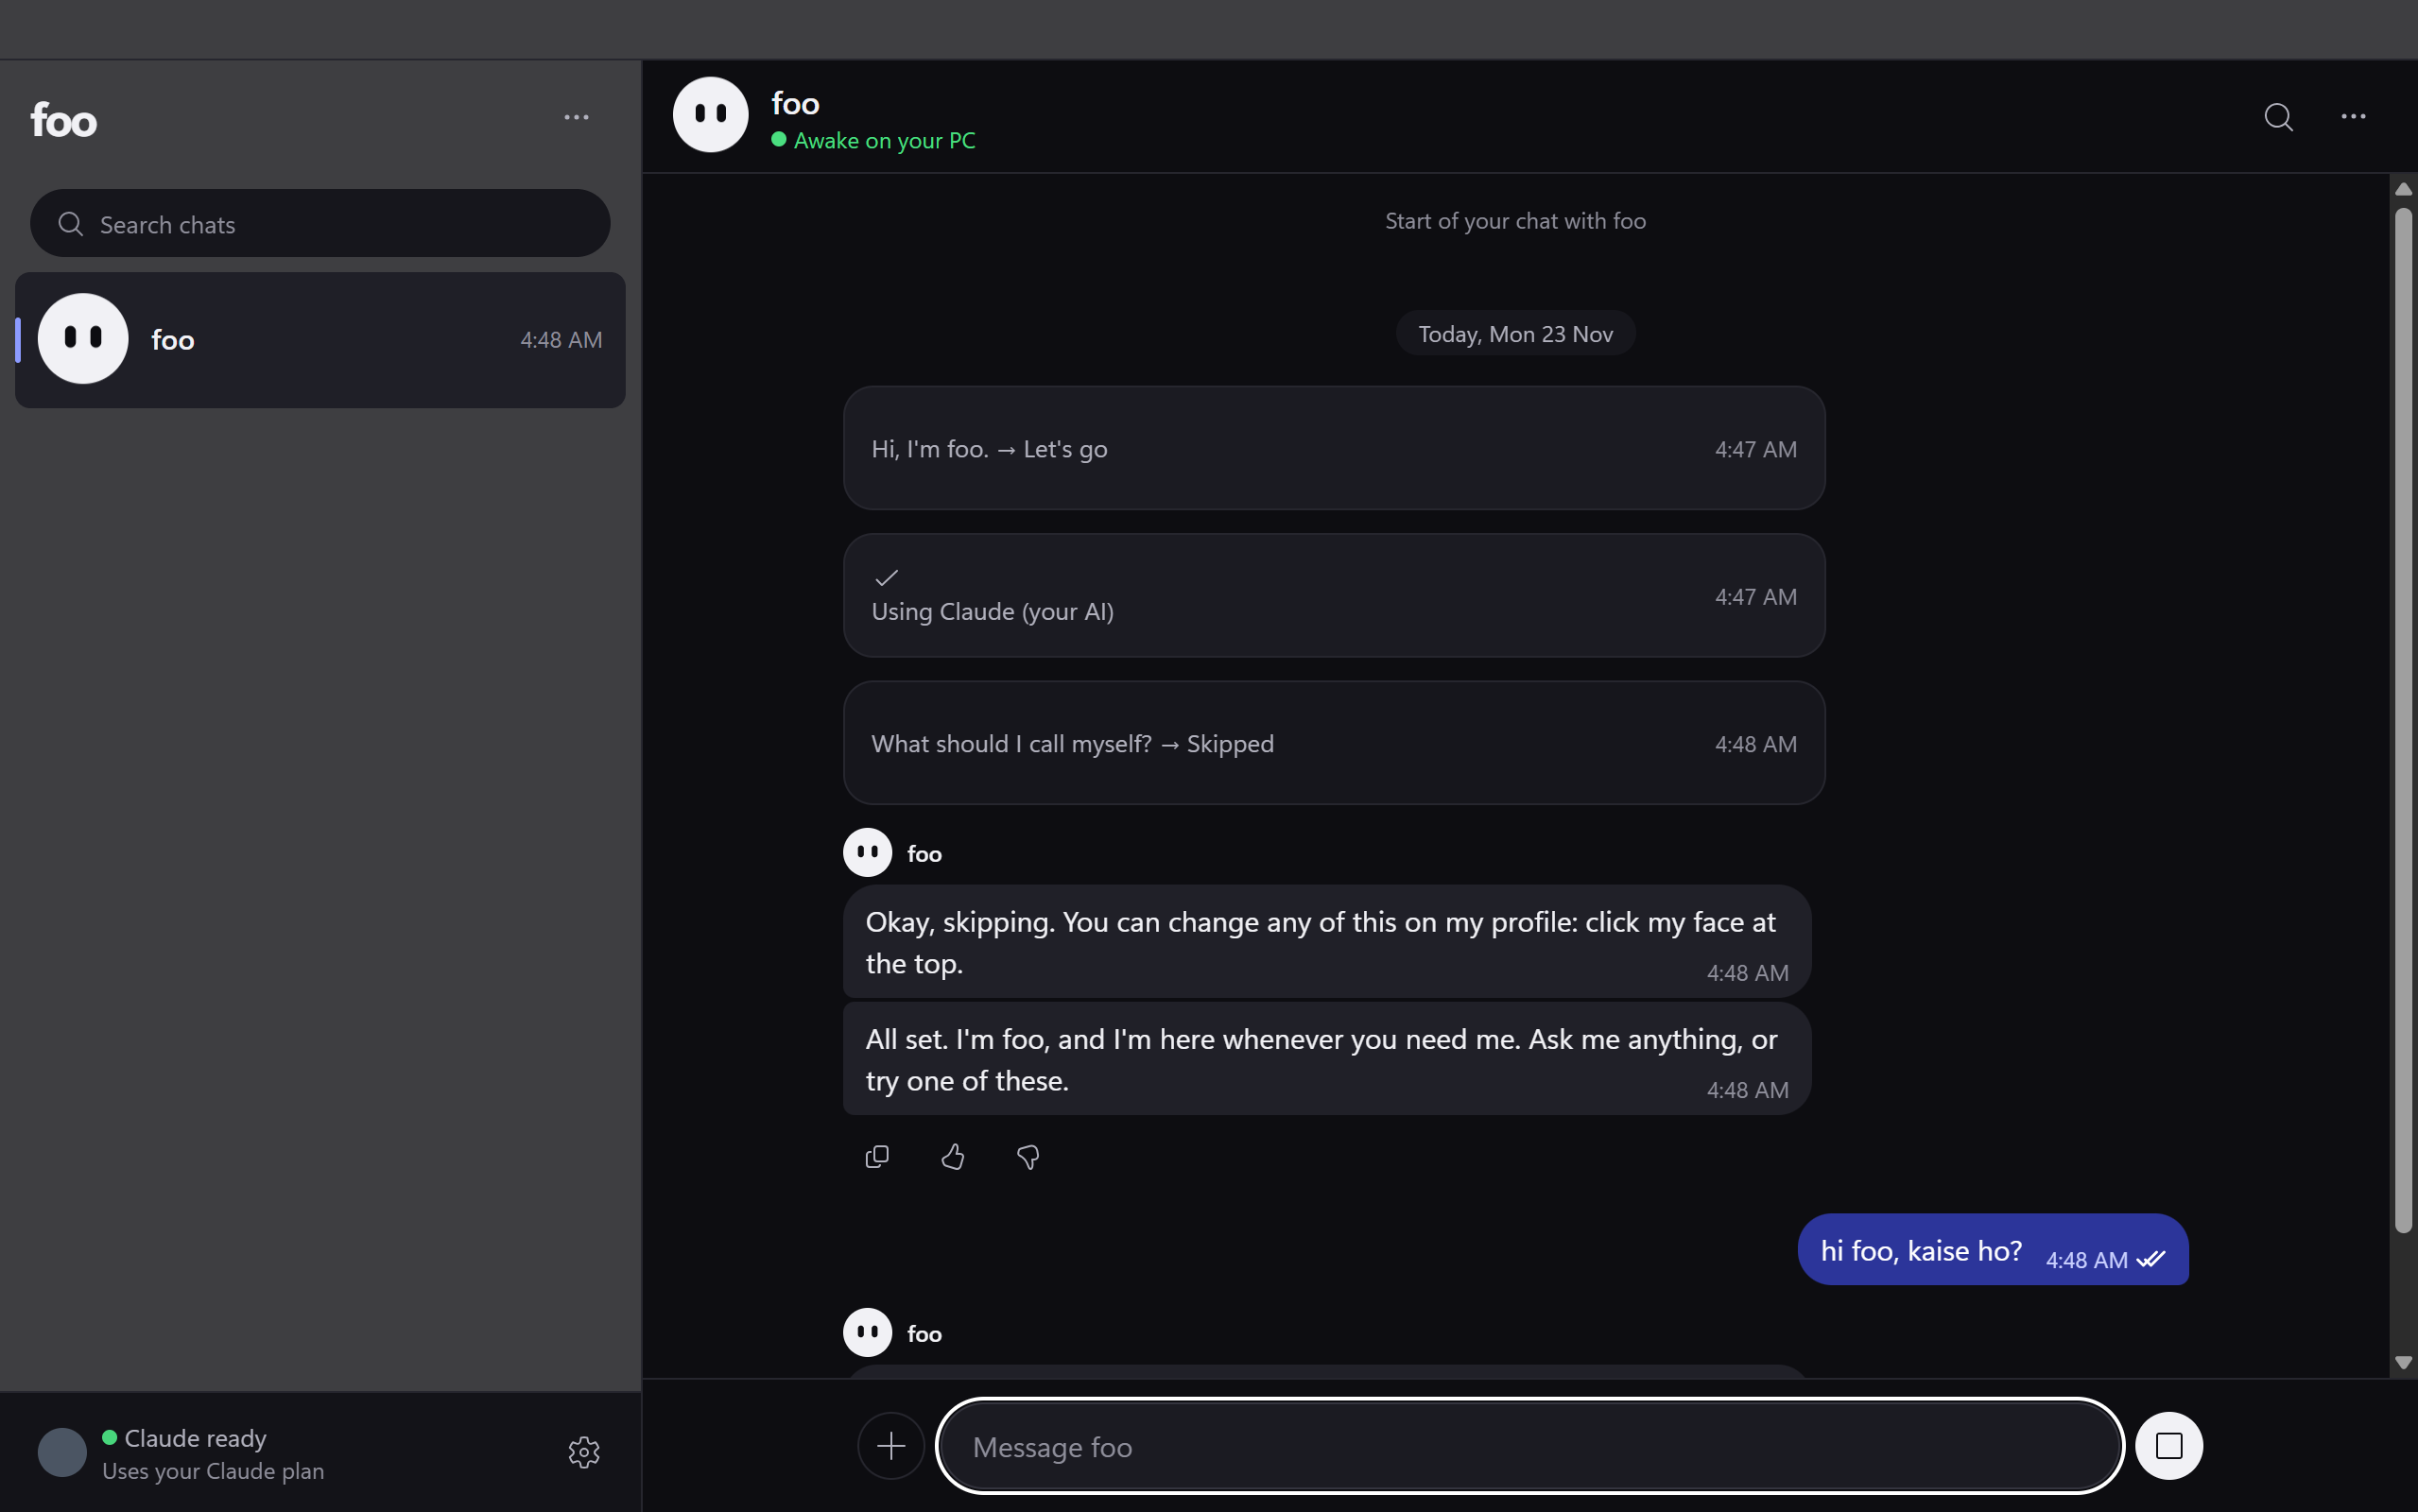 foo
Search chats
foo
4:48 AM
Claude ready
Uses your Claude plan
foo
Awake on your PC
Start of your chat with foo
Today, Mon 23 Nov
Hi, I'm foo. → Let's go
4:47 AM
Using Claude (your AI)
4:47 AM
What should I call myself? → Skipped
4:48 AM
foo
Okay, skipping. You can change any of this on my profile: click my face at
the top.
4:48 AM
All set. I'm foo, and I'm here whenever you need me. Ask me anything, or
try one of these.
4:48 AM
hi foo, kaise ho?
4:48 AM
foo
Message foo